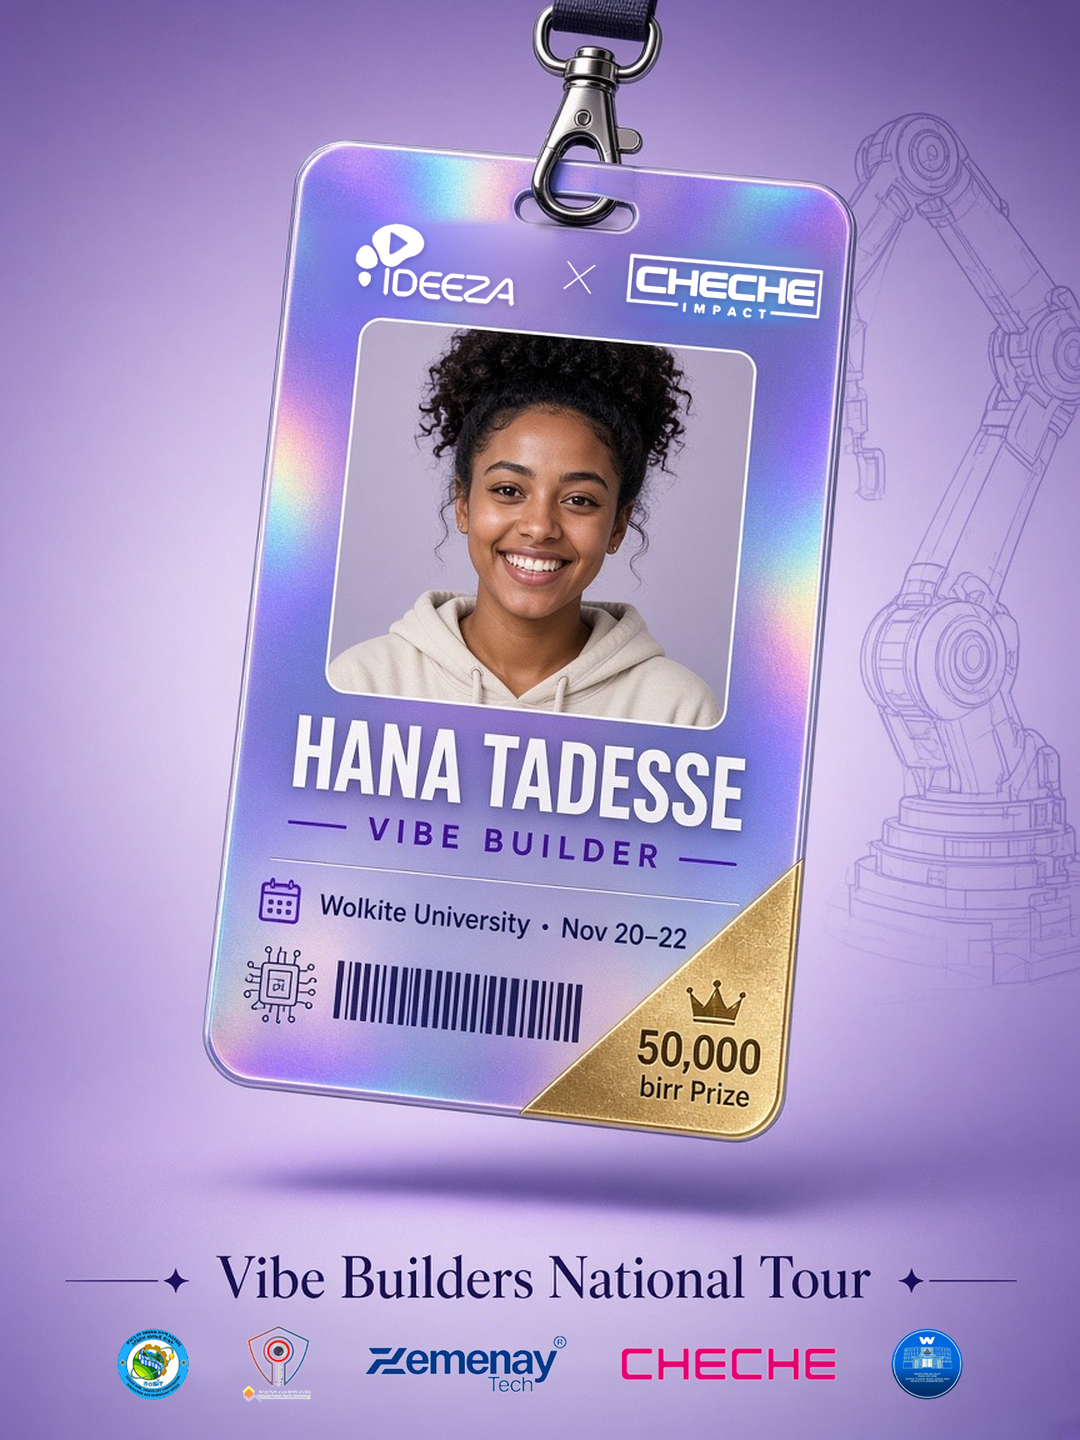 IDEEZA × CHECHE
IMPACT
HANA TADESSE
VIBE BUILDER
Wolkite University • Nov 20–22
50,000
birr Prize
Vibe Builders National Tour
Zemenay®
Tech
CHECHE
W